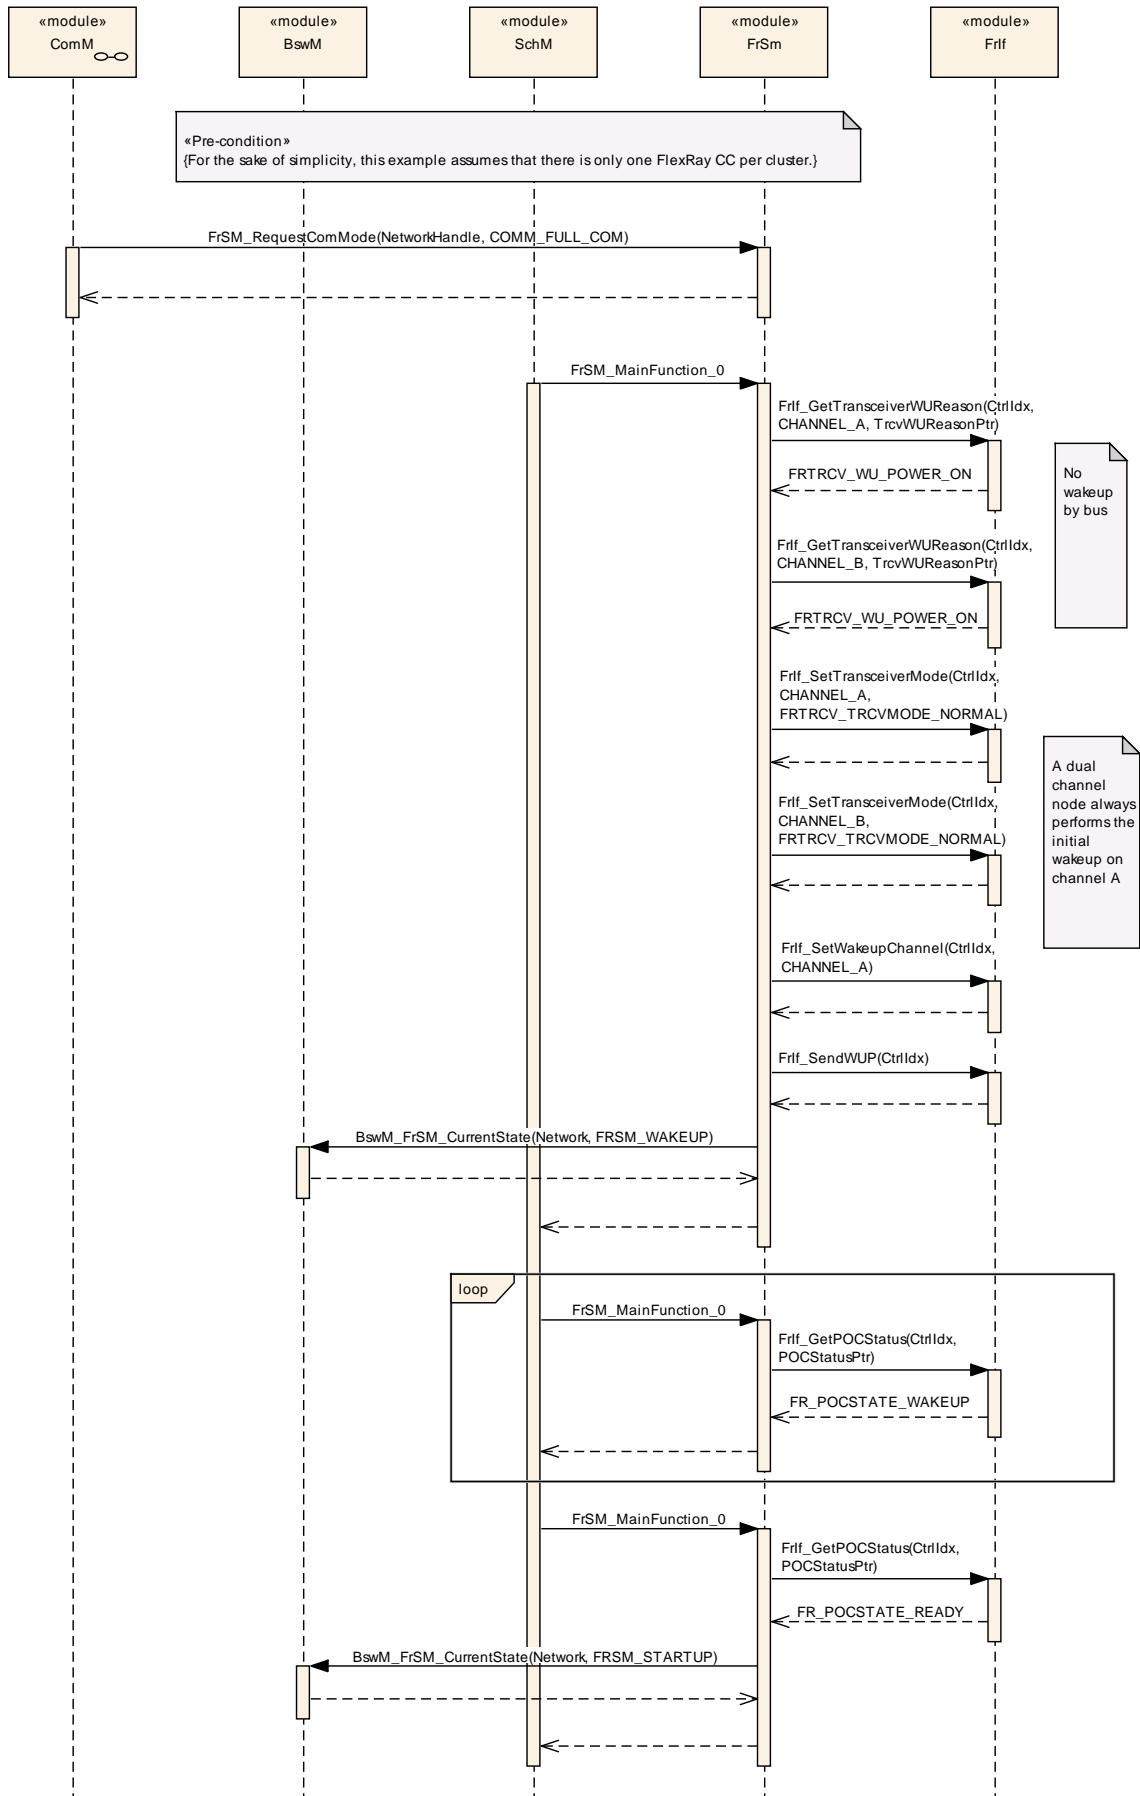 «module»
ComM
«module»
BswM
«module»
SchM
«module»
FrSm
«module»
FrIf
«Pre-condition»
{For the sake of simplicity, this example assumes that there is only one FlexRay CC per cluster.}
FrSM_RequestComMode(NetworkHandle, COMM_FULL_COM)
FrSM_MainFunction_0
FrIf_GetTransceiverWUReason(CtrlIdx,
CHANNEL_A, TrcvWUReasonPtr)
FRTRCV_WU_POWER_ON
No
wakeup
by bus
FrIf_GetTransceiverWUReason(CtrlIdx,
CHANNEL_B, TrcvWUReasonPtr)
FRTRCV_WU_POWER_ON
FrIf_SetTransceiverMode(CtrlIdx,
CHANNEL_A,
FRTRCV_TRCVMODE_NORMAL)
A dual
channel
node always
performs the
initial
wakeup on
channel A
FrIf_SetTransceiverMode(CtrlIdx,
CHANNEL_B,
FRTRCV_TRCVMODE_NORMAL)
FrIf_SetWakeupChannel(CtrlIdx,
CHANNEL_A)
FrIf_SendWUP(CtrlIdx)
BswM_FrSM_CurrentState(Network, FRSM_WAKEUP)
loop
FrSM_MainFunction_0
FrIf_GetPOCStatus(CtrlIdx,
POCStatusPtr)
FR_POCSTATE_WAKEUP
FrSM_MainFunction_0
FrIf_GetPOCStatus(CtrlIdx,
POCStatusPtr)
FR_POCSTATE_READY
BswM_FrSM_CurrentState(Network, FRSM_STARTUP)